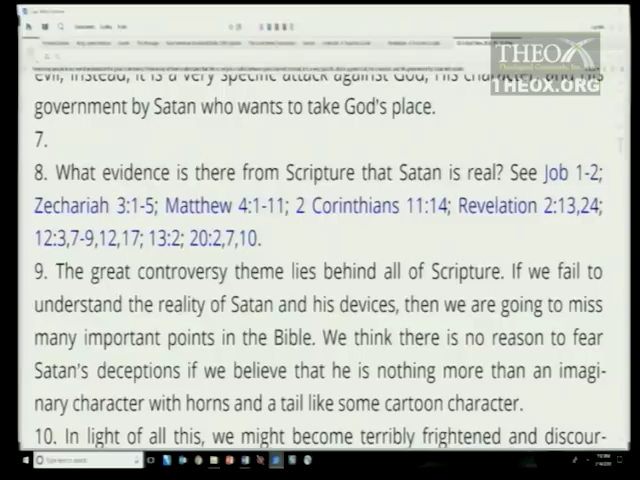 THEOX
THEOX.ORG
evil, Instead, it is a very specific attack against God, His character, and His
government by Satan who wants to take God's place.
7.
8. What evidence is there from Scripture that Satan is real? See Job 1-2;
Zechariah 3:1-5; Matthew 4:1-11; 2 Corinthians 11:14; Revelation 2:13,24;
12:3,7-9,12,17; 13:2; 20:2,7,10.
9. The great controversy theme lies behind all of Scripture. If we fail to
understand the reality of Satan and his devices, then we are going to miss
many important points in the Bible. We think there is no reason to fear
Satan's deceptions if we believe that he is nothing more than an imagi-
nary character with horns and a tail like some cartoon character.
10. In light of all this, we might become terribly frightened and discour-